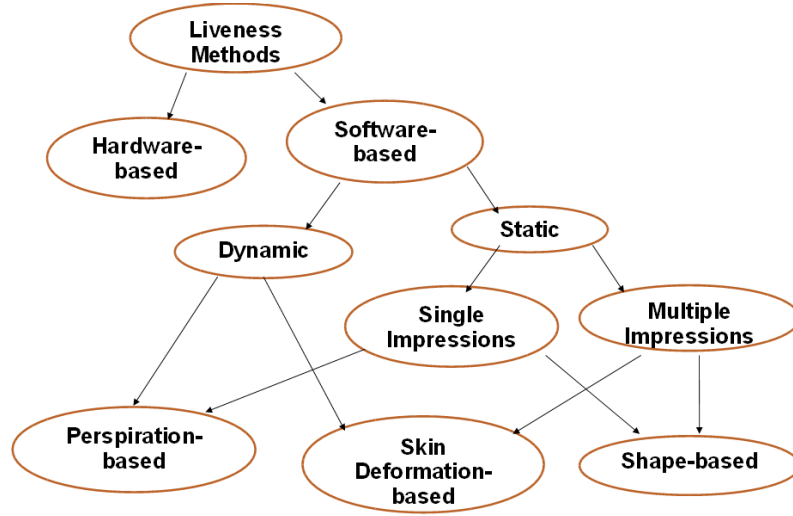 Liveness
Methods
Hardware-
based
Software-
based
Dynamic
Static
Single
Impressions
Multiple
Impressions
Perspiration-
based
Skin
Deformation-
based
Shape-based